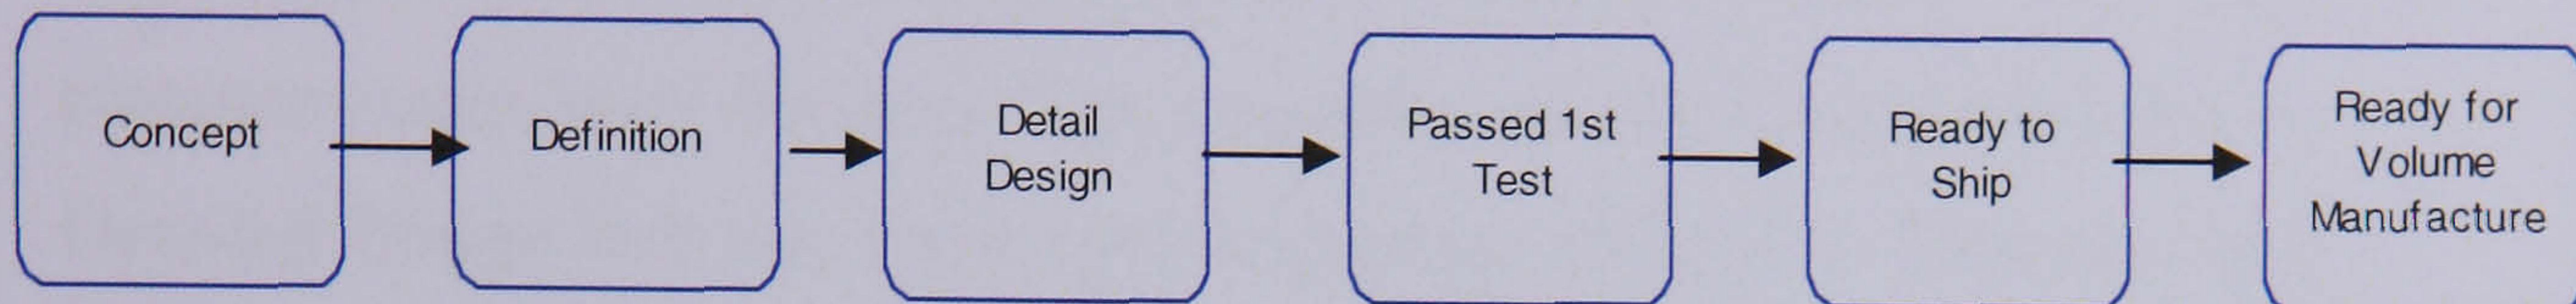 Concept
Definition
Detail
Design
Passed 1st
Test
Ready to
Ship
Ready for
Volume
Manufacture